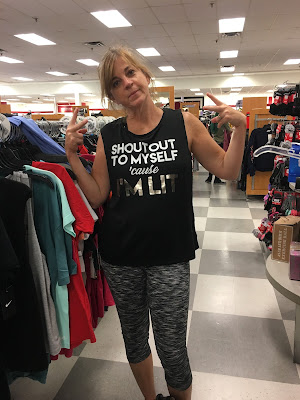 SHOUT OUT
TO MYSELF
'cause
I'M LIT